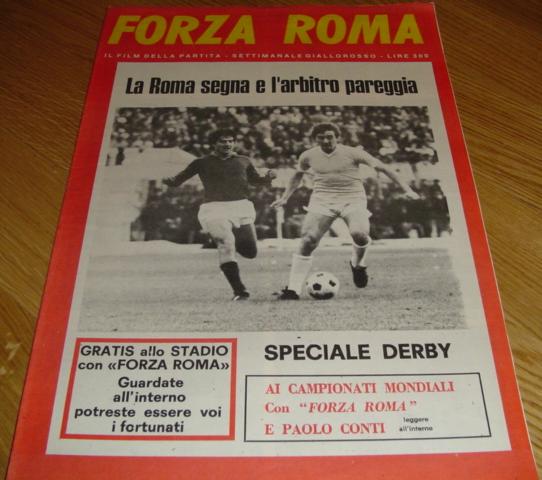 FORZA ROMA
IL FILM DELLA PARTITA - SETTIMANALE GIALLOROSSO - LIRE 300
La Roma segna e l'arbitro pareggia
GRATIS allo STADIO
con «FORZA ROMA»
Guardate
all'interno
potreste essere voi
i fortunati
SPECIALE DERBY
AI CAMPIONATI MONDIALI
Con "FORZA ROMA"
E PAOLO CONTI
leggere
all'interno